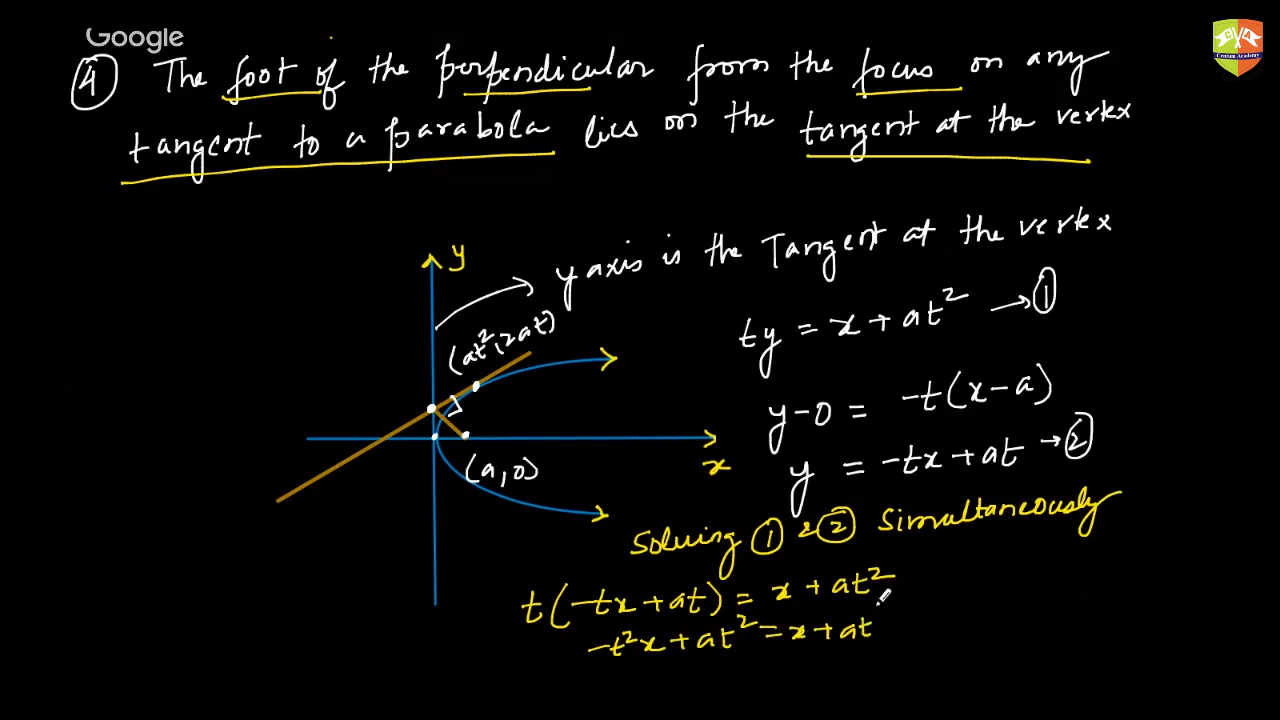 Google
④ The foot of the perpendicular from the focus on any
tangent to a parabola lies on the tangent at the vertex
y
y axis is the Tangent at the vertex
(at², 2at)
ty = x + at² → ①
y-0 = -t(x-a)
y = -tx + at → ②
x
(a, 0)
Solving ① & ② Simultaneously
t(-tx + at) = x + at²
-t²x + at² = x + at